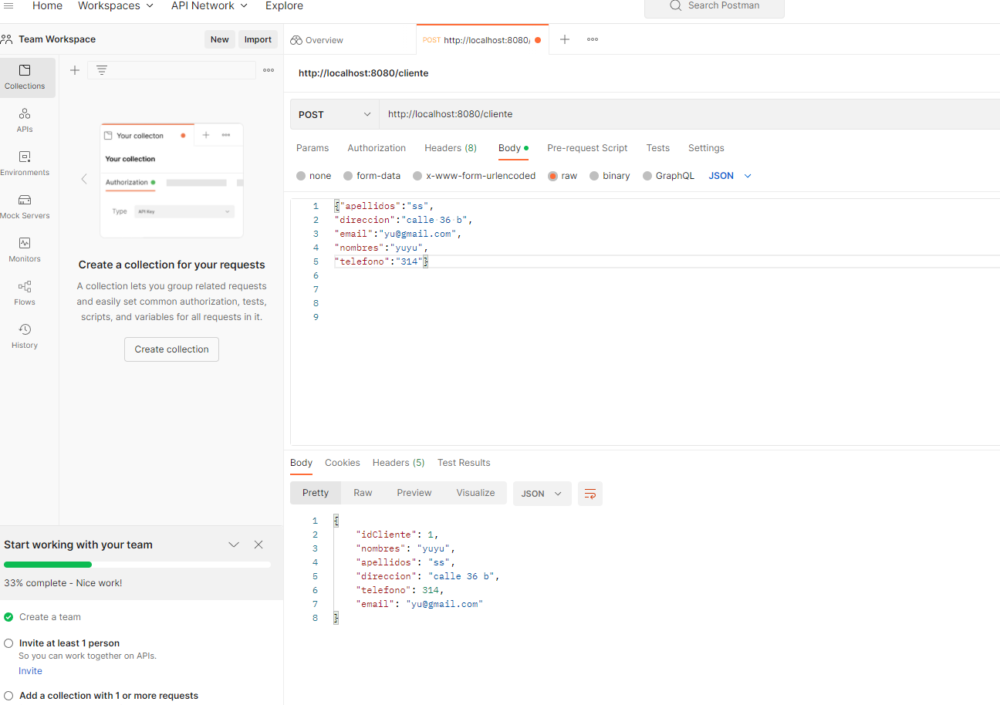 Home Workspaces API Network Explore Search Postman
Team Workspace New Import
Overview POST http://localhost:8080/
Collections
APIs
Environments
Mock Servers
Monitors
Flows
History
Your collecton
Your collection
Authorization
Type API Key
Create a collection for your requests
A collection lets you group related requests
and easily set common authorization, tests,
scripts, and variables for all requests in it.
Create collection
Start working with your team
33% complete - Nice work!
Create a team
Invite at least 1 person
So you can work together on APIs.
Invite
Add a collection with 1 or more requests
http://localhost:8080/cliente
POST http://localhost:8080/cliente
Params Authorization Headers (8) Body Pre-request Script Tests Settings
none form-data x-www-form-urlencoded raw binary GraphQL JSON
1 {"apellidos":"ss",
2 "direccion":"calle 36 b",
3 "email":"yu@gmail.com",
4 "nombres":"yuyu",
5 "telefono":"314"}
6
7
8
9
Body Cookies Headers (5) Test Results
Pretty Raw Preview Visualize JSON
1 {
2 "idCliente": 1,
3 "nombres": "yuyu",
4 "apellidos": "ss",
5 "direccion": "calle 36 b",
6 "telefono": 314,
7 "email": "yu@gmail.com"
8 }